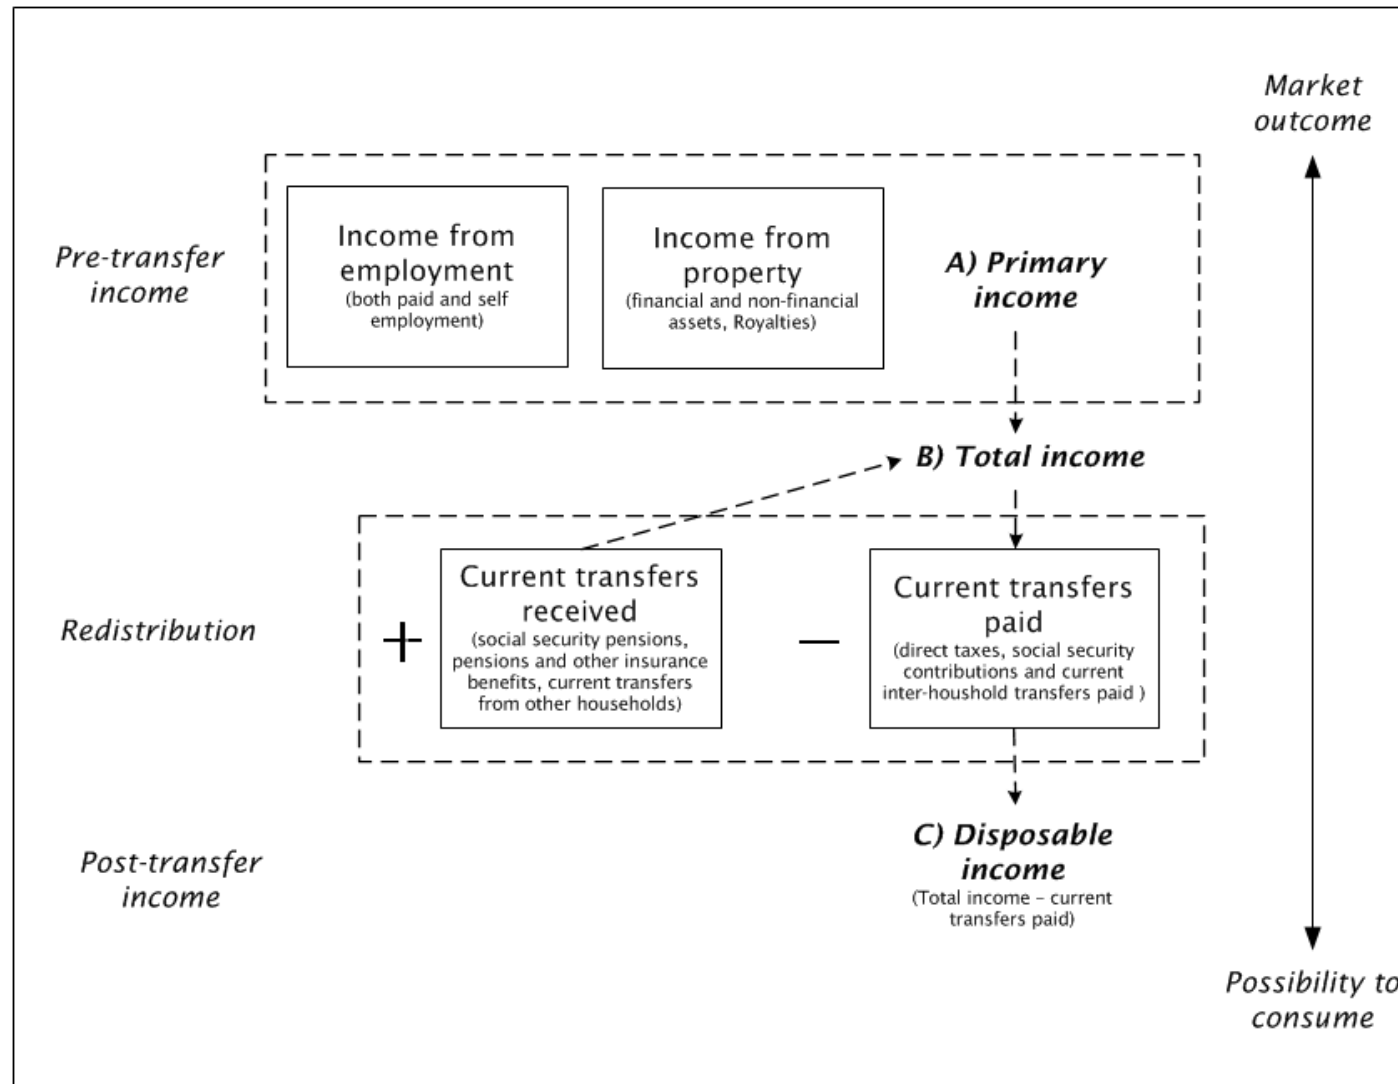 Market
outcome
Pre-transfer
income
Income from
employment
(both paid and self
employment)
Income from
property
(financial and non-financial
assets, Royalties)
A) Primary
income
B) Total income
Redistribution
+
Current transfers
received
(social security pensions,
pensions and other insurance
benefits, current transfers
from other households)
—
Current transfers
paid
(direct taxes, social security
contributions and current
inter-houshold transfers paid )
Post-transfer
income
C) Disposable
income
(Total income – current
transfers paid)
Possibility to
consume